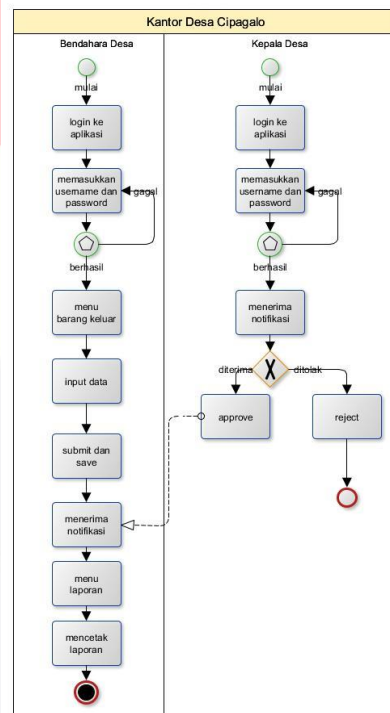 Kantor Desa Cipagalo
Bendahara Desa
Kepala Desa
mulai
login ke
aplikasi
memasukkan
username dan
password
gagal
berhasil
menu
barang keluar
input data
submit dan
save
menerima
notifikasi
menu
laporan
mencetak
laporan
mulai
login ke
aplikasi
memasukkan
username dan
password
gagal
berhasil
menerima
notifikasi
diterima
ditolak
approve
reject